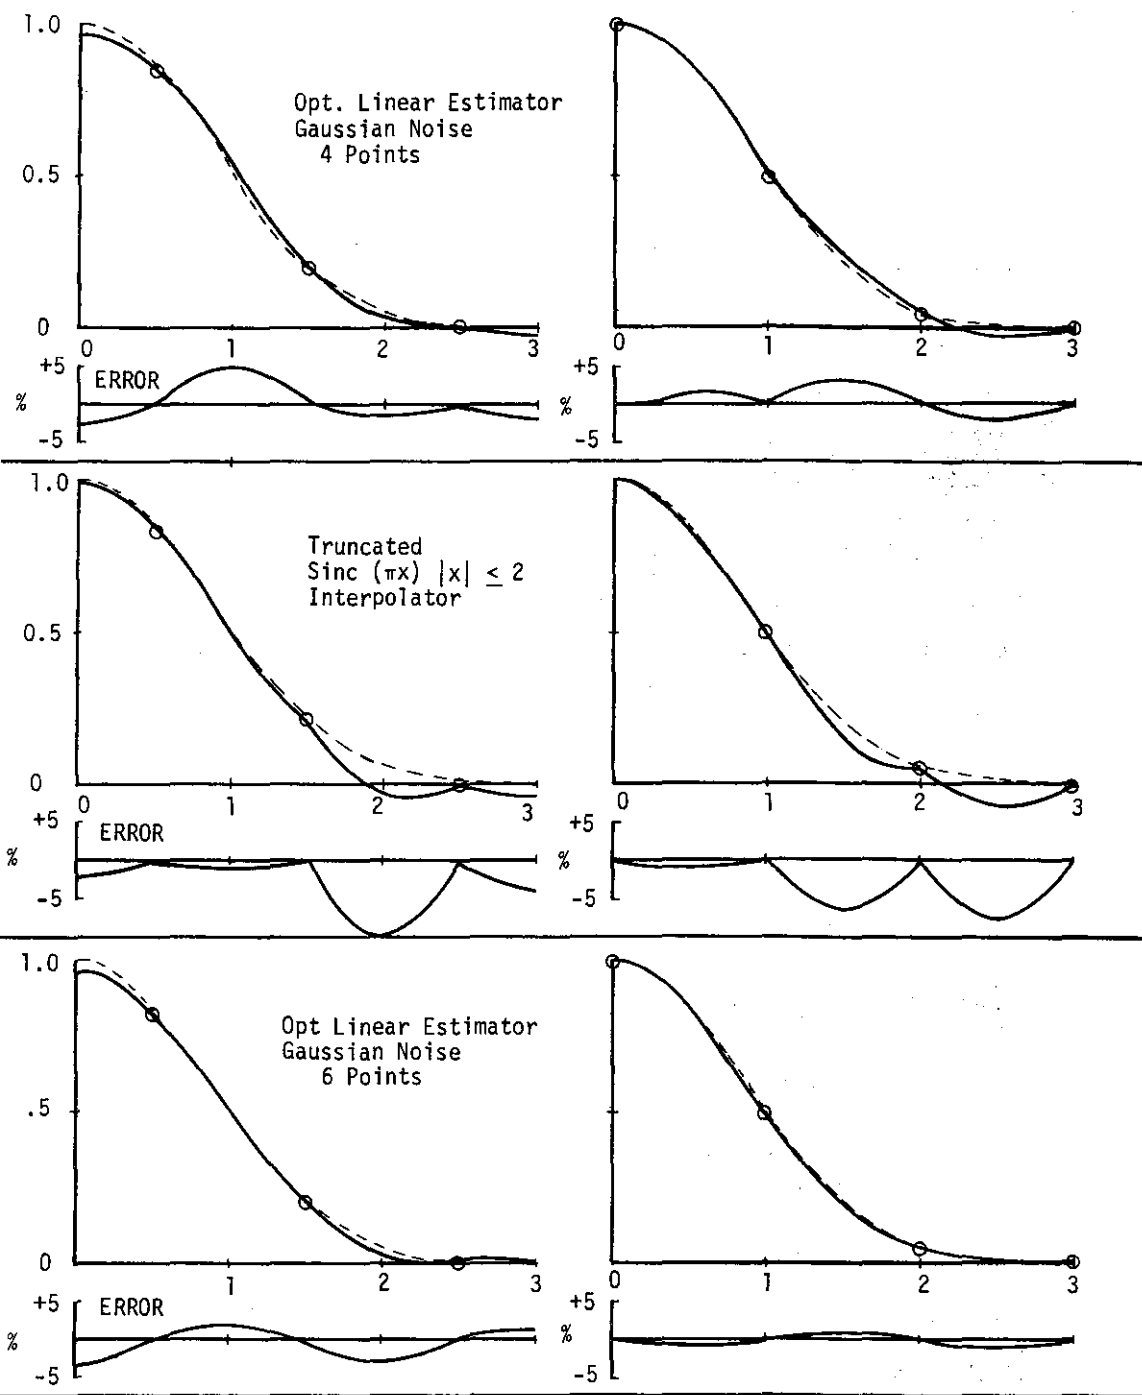 1.0
Opt. Linear Estimator
Gaussian Noise
4 Points
0.5
0
0 1 2 3
0 1 2 3
+5
ERROR
%
-5
+5
%
-5
1.0
Truncated
Sinc (πx) |x| ≤ 2
Interpolator
0.5
0
0 1 2 3
0 1 2 3
+5
ERROR
%
-5
+5
%
-5
1.0
Opt Linear Estimator
Gaussian Noise
6 Points
.5
0
1 2 3
0 1 2 3
+5
ERROR
%
-5
+5
%
-5